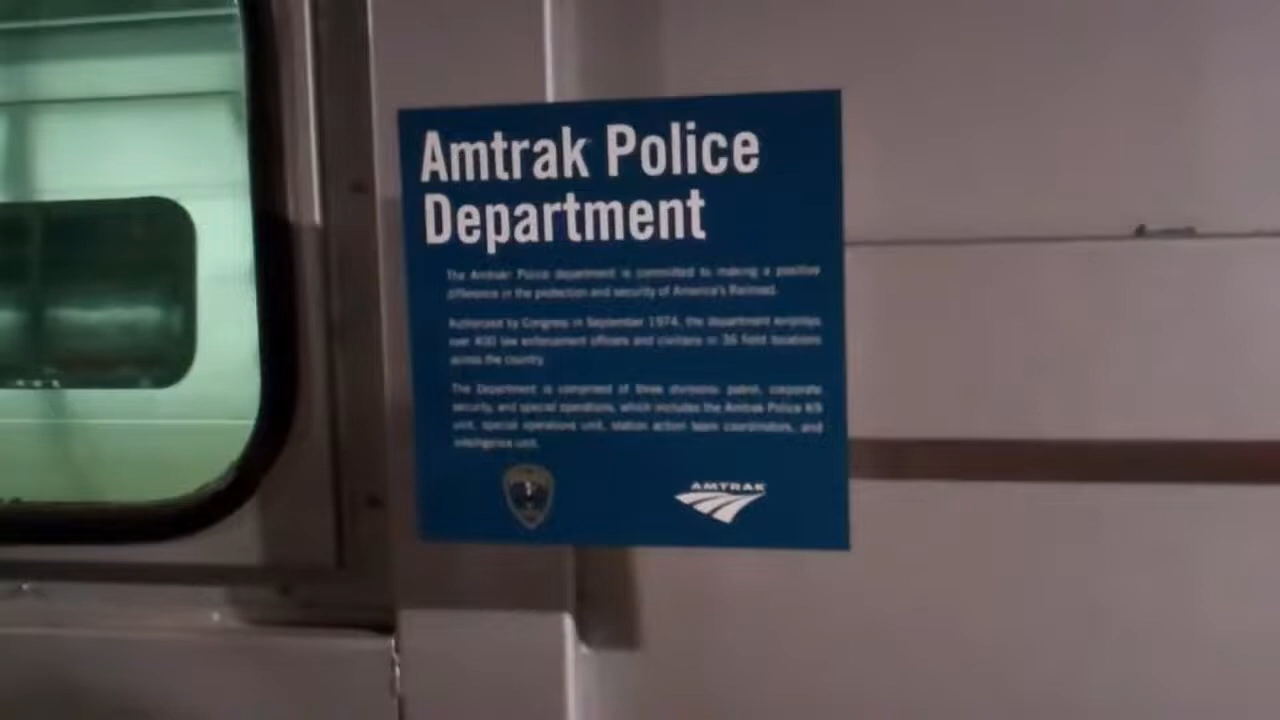 Amtrak Police
Department
The Amtrak Police department is committed to making a positive
difference in the protection and security of America's Railroad.
Authorized by Congress in September 1974, the department employs
over 400 law enforcement officers and civilians in 36 field locations
across the country.
The Department is comprised of three divisions: patrol, corporate
security, and special operations, which includes the Amtrak Police K9
unit, special operations unit, station action team coordinators, and
intelligence unit.
AMTRAK